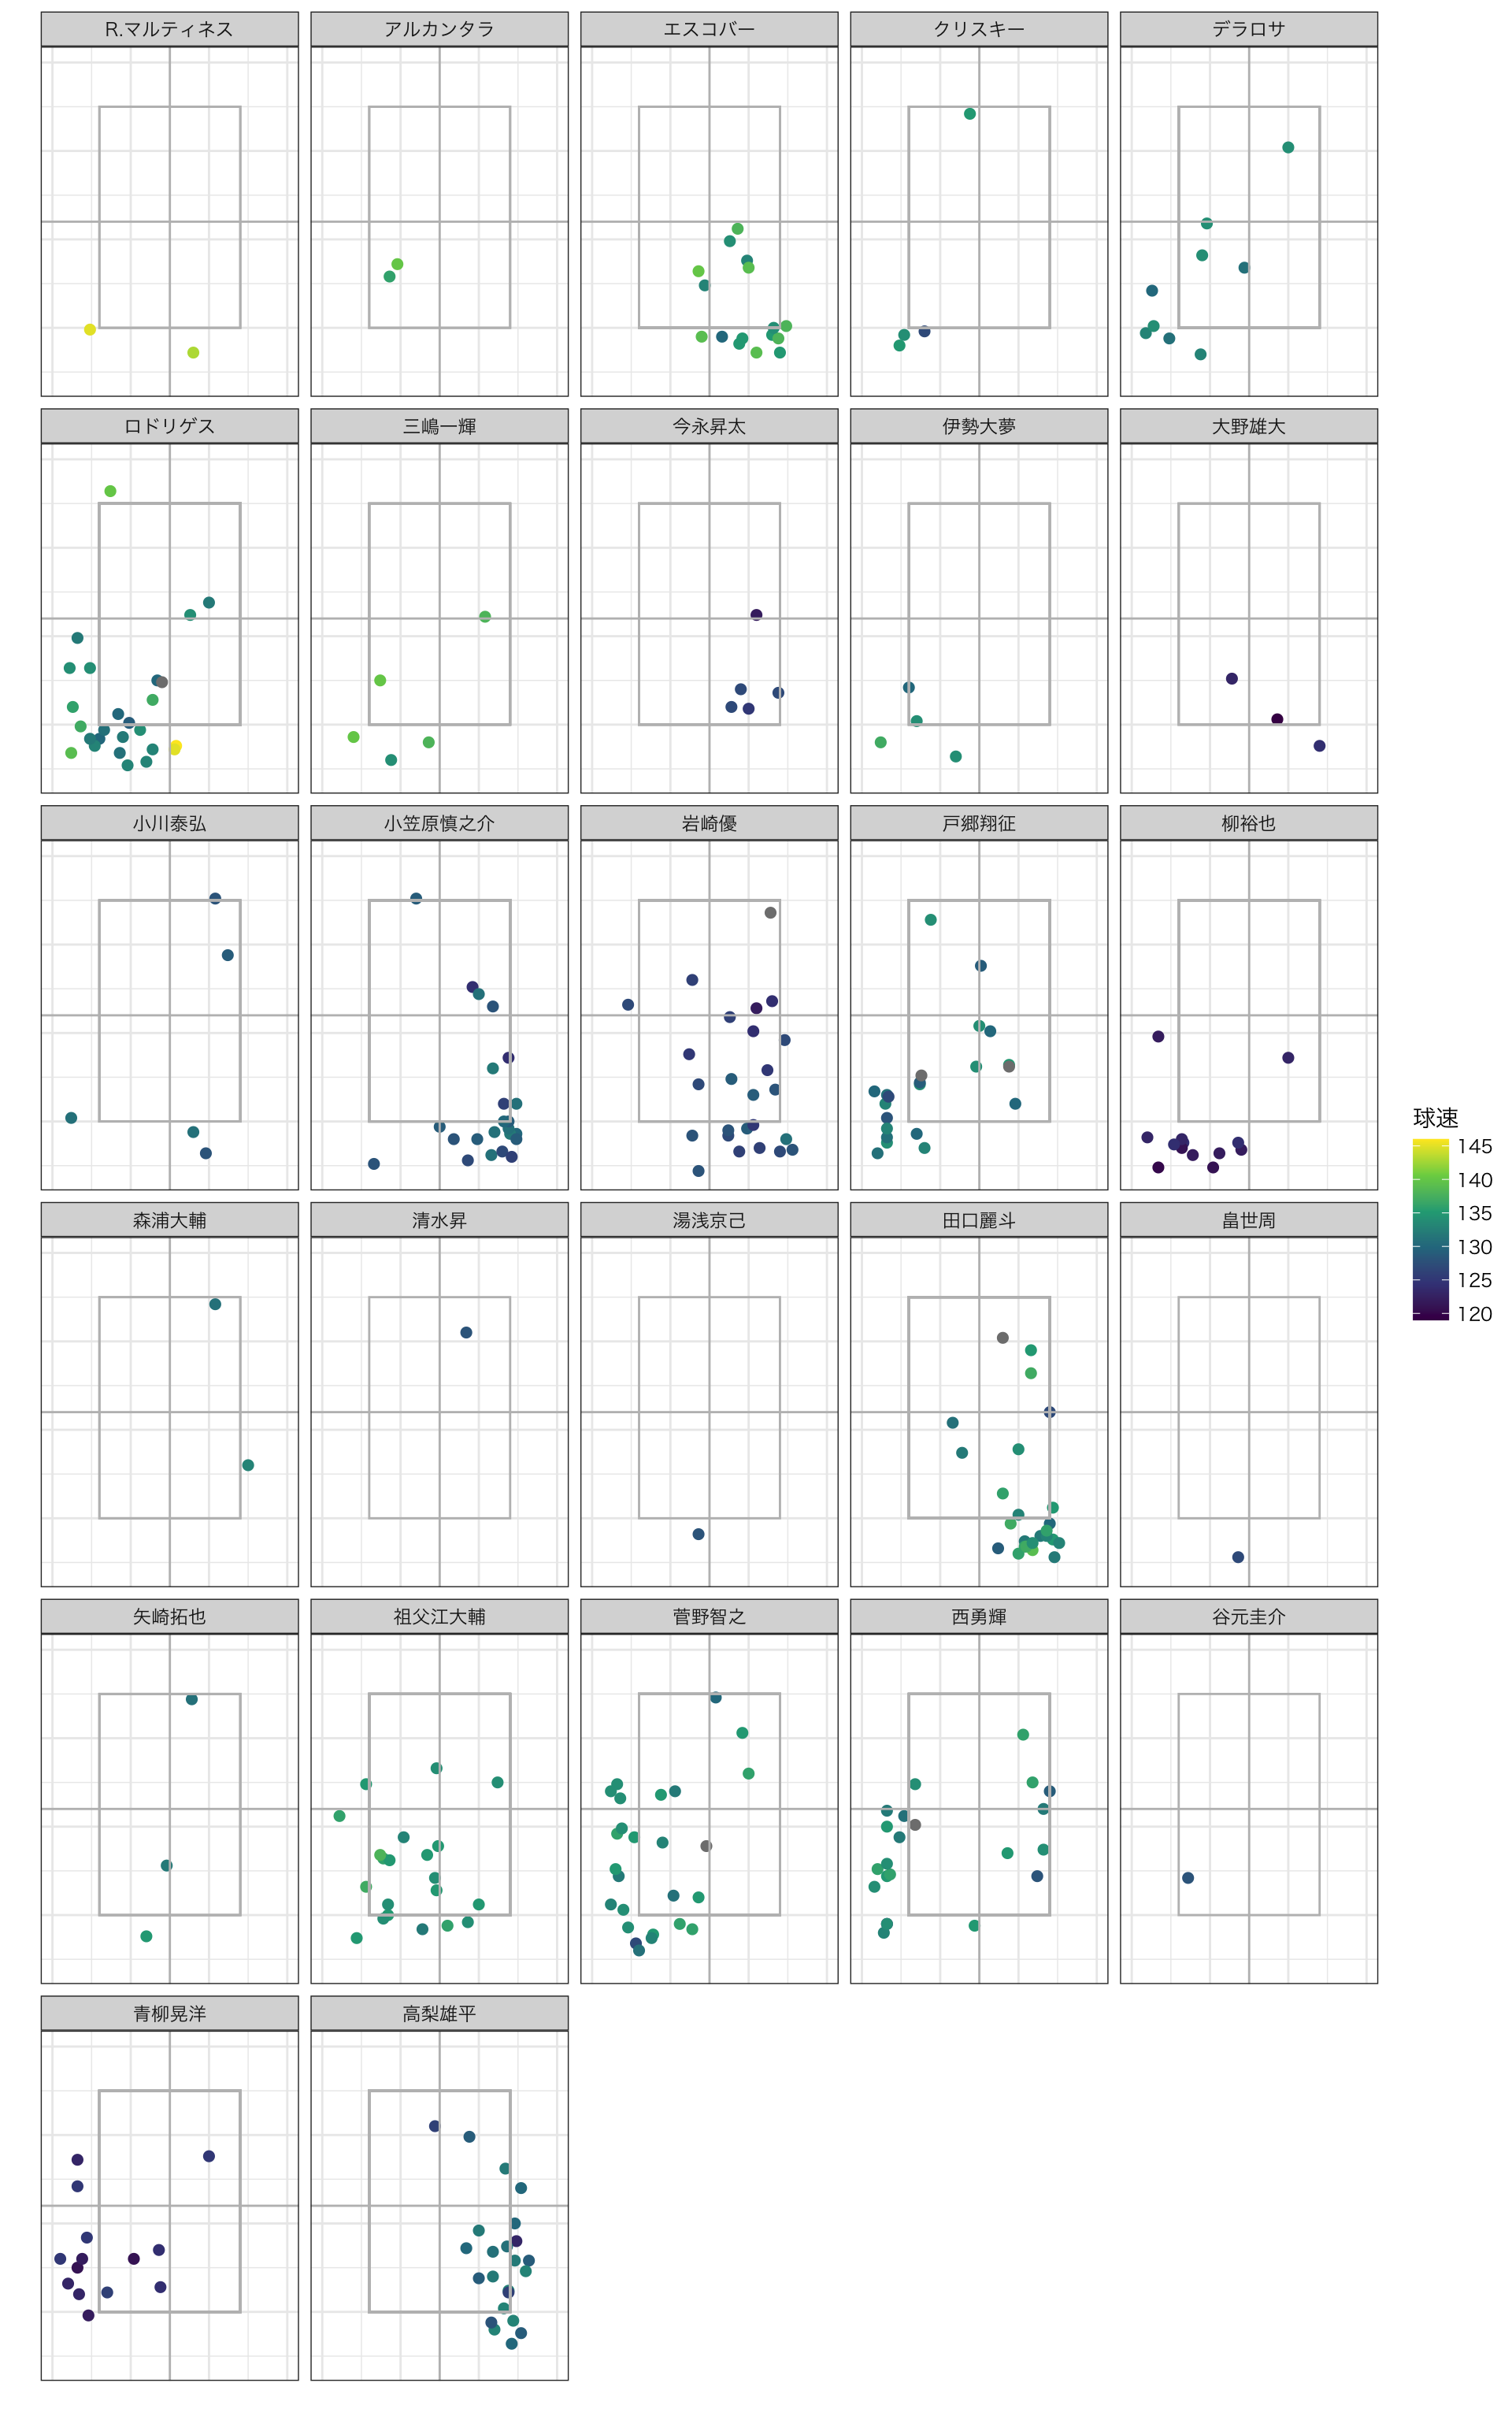 R.マルティネス
アルカンタラ
エスコバー
クリスキー
デラロサ
ロドリゲス
三嶋一輝
今永昇太
伊勢大夢
大野雄大
小川泰弘
小笠原慎之介
岩崎優
戸郷翔征
柳裕也
球速
145
140
135
130
125
120
森浦大輔
清水昇
湯浅京己
田口麗斗
畠世周
矢崎拓也
祖父江大輔
菅野智之
西勇輝
谷元圭介
青柳晃洋
高梨雄平